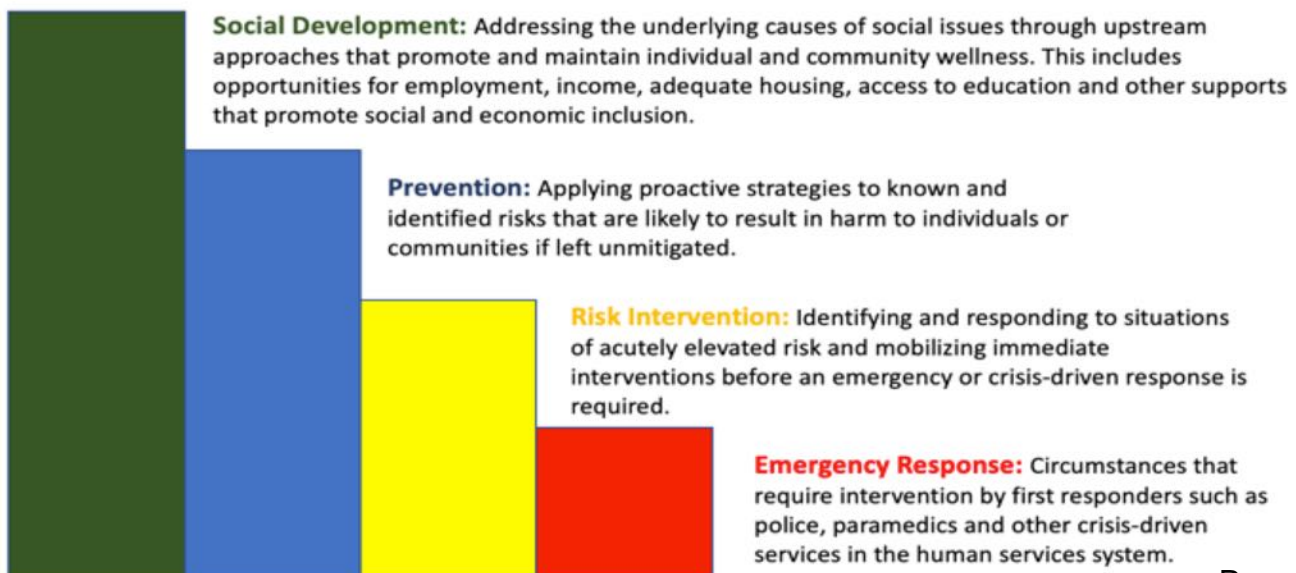 Social Development: Addressing the underlying causes of social issues through upstream
approaches that promote and maintain individual and community wellness. This includes
opportunities for employment, income, adequate housing, access to education and other supports
that promote social and economic inclusion.
Prevention: Applying proactive strategies to known and
identified risks that are likely to result in harm to individuals or
communities if left unmitigated.
Risk Intervention: Identifying and responding to situations
of acutely elevated risk and mobilizing immediate
interventions before an emergency or crisis-driven response is
required.
Emergency Response: Circumstances that
require intervention by first responders such as
police, paramedics and other crisis-driven
services in the human services system.